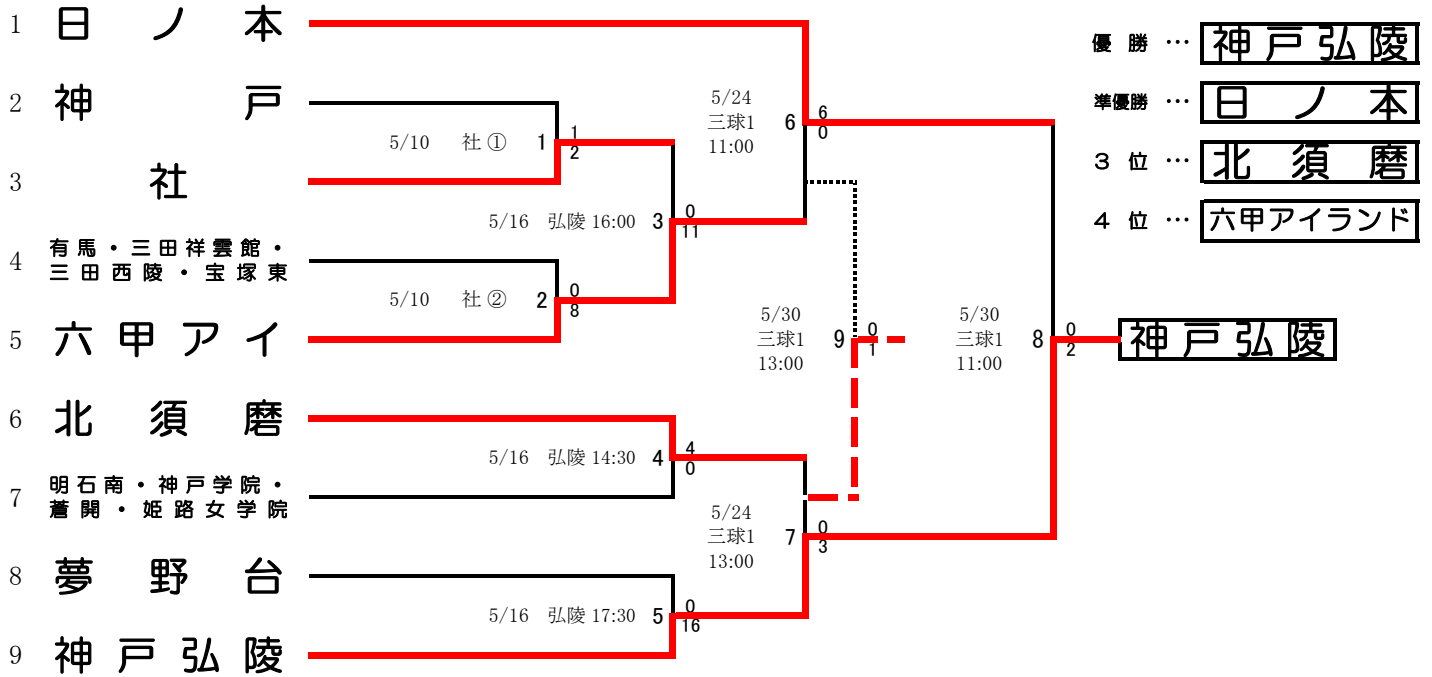 1 日ノ本
2 神戸
3 社
4 有馬・三田祥雲館・
三田西陵・宝塚東
5 六甲アイ
6 北須磨
7 明石南・神戸学院・
蒼開・姫路女学院
8 夢野台
9 神戸弘陵
5/10 社① 1
1
2
5/10 社② 2
0
8
5/16 弘陵 16:00 3
0
11
5/16 弘陵 14:30 4
4
0
5/16 弘陵 17:30 5
0
16
5/24
三球1 6
11:00
6
0
5/24
三球1 7
13:00
0
3
5/30
三球1 9
13:00
0
1
5/30
三球1 8
11:00
0
2
神戸弘陵
優勝 … 神戸弘陵
準優勝 … 日ノ本
3位 … 北須磨
4位 … 六甲アイランド